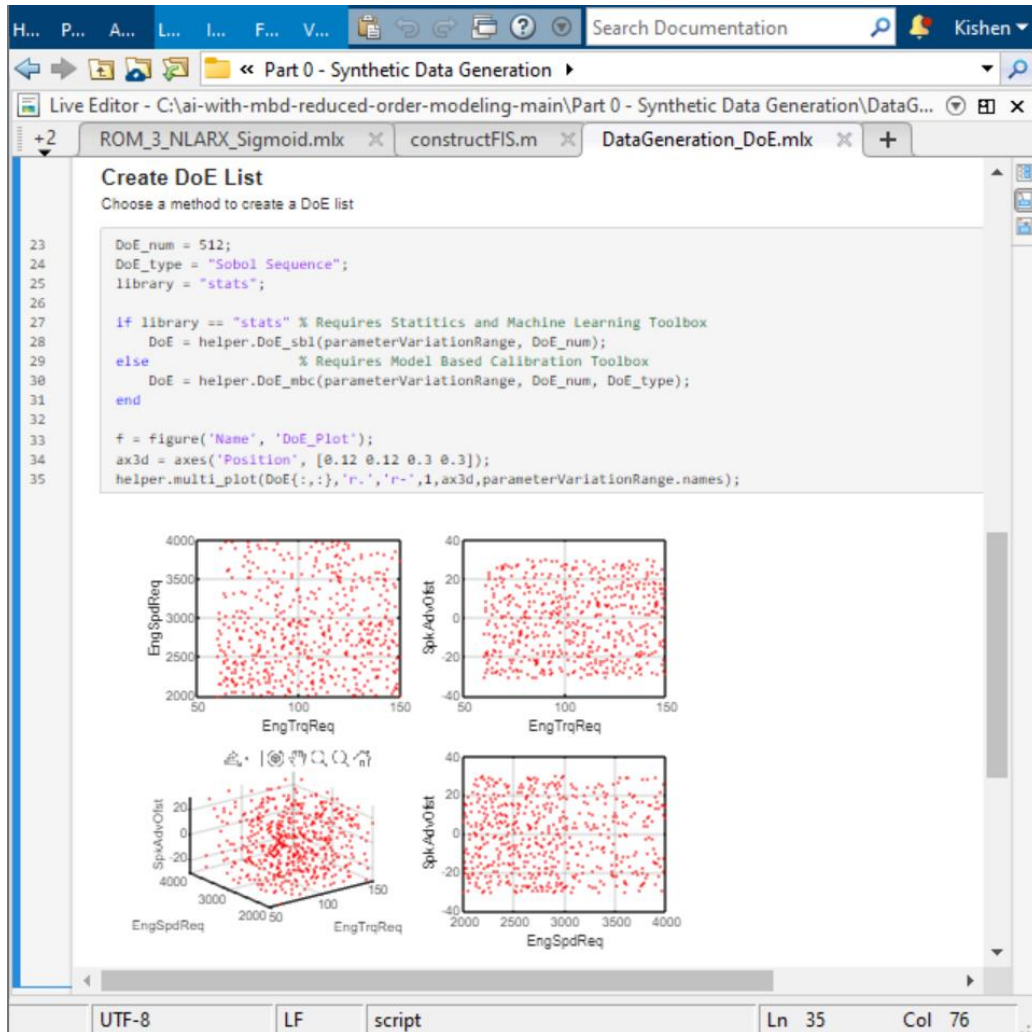 H... P... A... L... I... F... V... Search Documentation Kishen
« Part 0 - Synthetic Data Generation
Live Editor - C:\ai-with-mbd-reduced-order-modeling-main\Part 0 - Synthetic Data Generation\DataG...
+2 ROM_3_NLARX_Sigmoid.mlx constructFIS.m DataGeneration_DoE.mlx +
Create DoE List
Choose a method to create a DoE list
23 DoE_num = 512;
24 DoE_type = "Sobol Sequence";
25 library = "stats";
26
27 if library == "stats" % Requires Statitics and Machine Learning Toolbox
28 DoE = helper.DoE_sbl(parameterVariationRange, DoE_num);
29 else % Requires Model Based Calibration Toolbox
30 DoE = helper.DoE_mbc(parameterVariationRange, DoE_num, DoE_type);
31 end
32
33 f = figure('Name', 'DoE_Plot');
34 ax3d = axes('Position', [0.12 0.12 0.3 0.3]);
35 helper.multi_plot(DoE{:,:},'r.','r-',1,ax3d,parameterVariationRange.names);
EngSpdReq
4000
3500
3000
2500
2000
50 100 150
EngTrqReq
SpkAdvOfst
40
20
0
-20
-40
50 100 150
EngTrqReq
SpkAdvOfst
20
0
-20
4000
3000
2000
50
100
150
EngSpdReq
EngTrqReq
SpkAdvOfst
40
20
0
-20
-40
2000 2500 3000 3500 4000
EngSpdReq
UTF-8 LF script Ln 35 Col 76